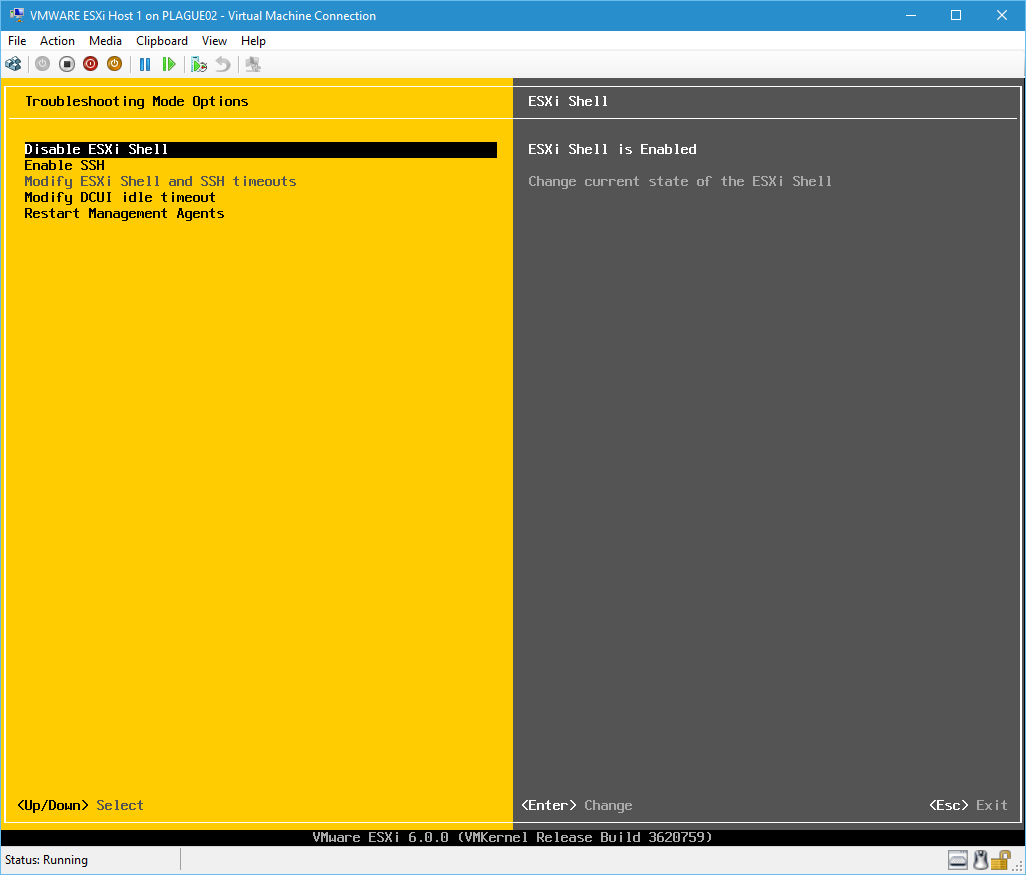 VMWARE ESXi Host 1 on PLAGUE02 - Virtual Machine Connection
File Action Media Clipboard View Help
Troubleshooting Mode Options
Disable ESXi Shell
Enable SSH
Modify ESXi Shell and SSH timeouts
Modify DCUI idle timeout
Restart Management Agents
<Up/Down> Select
ESXi Shell
ESXi Shell is Enabled
Change current state of the ESXi Shell
<Enter> Change
<Esc> Exit
VMware ESXi 6.0.0 (VMKernel Release Build 3620759)
Status: Running